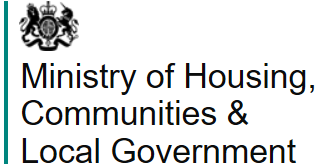 Ministry of Housing,
Communities &
Local Government